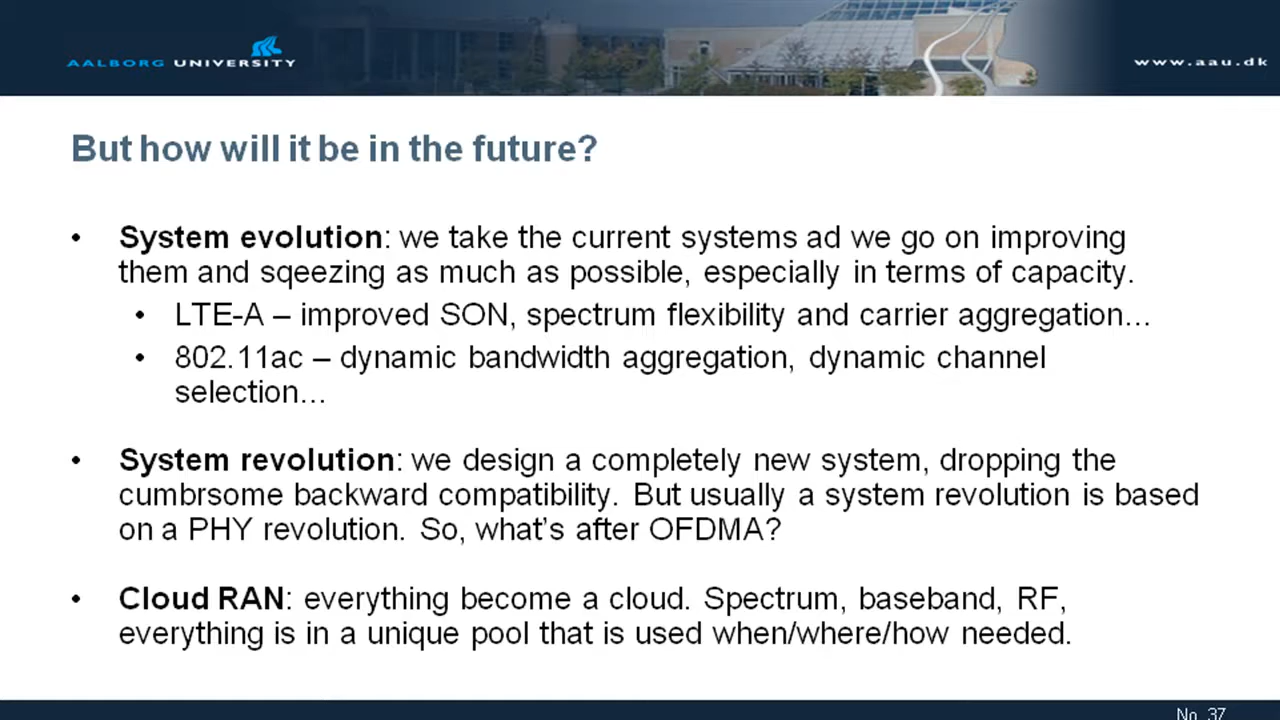 AALBORG UNIVERSITY
www.aau.dk
But how will it be in the future?
• System evolution: we take the current systems ad we go on improving
them and sqeezing as much as possible, especially in terms of capacity.
• LTE-A – improved SON, spectrum flexibility and carrier aggregation...
• 802.11ac – dynamic bandwidth aggregation, dynamic channel
selection...
• System revolution: we design a completely new system, dropping the
cumbrsome backward compatibility. But usually a system revolution is based
on a PHY revolution. So, what's after OFDMA?
• Cloud RAN: everything become a cloud. Spectrum, baseband, RF,
everything is in a unique pool that is used when/where/how needed.
No. 37